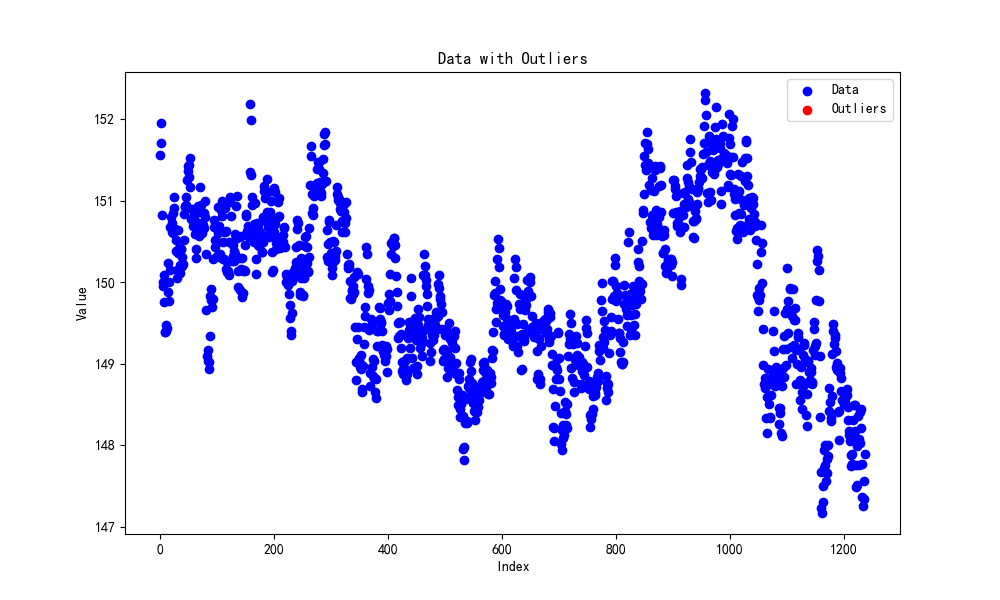 Data with Outliers
Data
Outliers
152
151
150
149
148
147
Value
0 200 400 600 800 1000 1200
Index